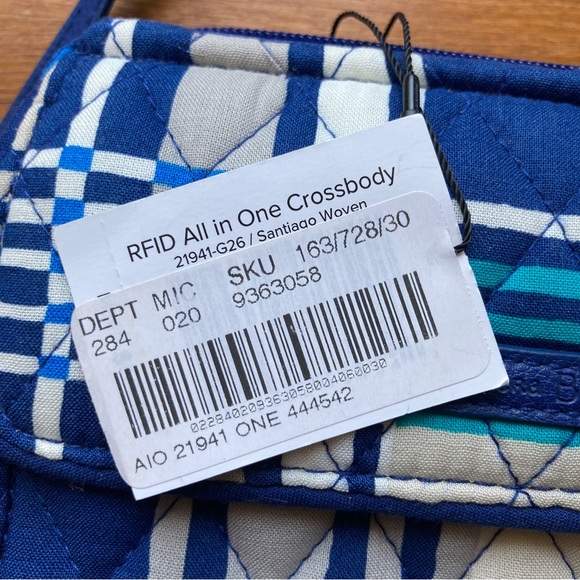 RFID All in One Crossbody
21941-G26 / Santiago Woven
DEPT MIC SKU 163/728/30
284 020 9363058
022840209363058004060030
AIO 21941 ONE 444542